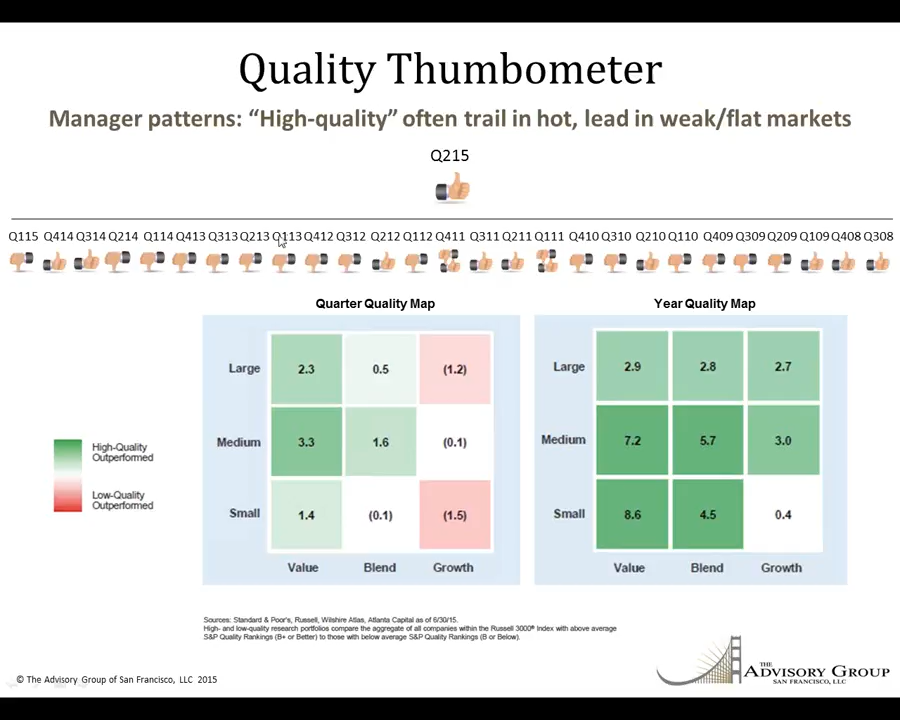 Quality Thumbometer
Manager patterns: “High-quality” often trail in hot, lead in weak/flat markets
Q215
Q115 Q414 Q314 Q214 Q114 Q413 Q313 Q213 Q113 Q412 Q312 Q212 Q112 Q411 Q311 Q211 Q111 Q410 Q310 Q210 Q110 Q409 Q309 Q209 Q109 Q408 Q308
Quarter Quality Map
Large 2.3 0.5 (1.2)
Medium 3.3 1.6 (0.1)
Small 1.4 (0.1) (1.5)
Value Blend Growth
Year Quality Map
Large 2.9 2.8 2.7
Medium 7.2 5.7 3.0
Small 8.6 4.5 0.4
Value Blend Growth
High-Quality
Outperformed
Low-Quality
Outperformed
Sources: Standard & Poor's, Russell, Wilshire Atlas, Atlanta Capital as of 6/30/15.
High- and low-quality research portfolios compare the aggregate of all companies within the Russell 3000® Index with above average
S&P Quality Rankings (B+ or Better) to those with below average S&P Quality Rankings (B or Below).
© The Advisory Group of San Francisco, LLC 2015
THE ADVISORY GROUP
SAN FRANCISCO, LLC